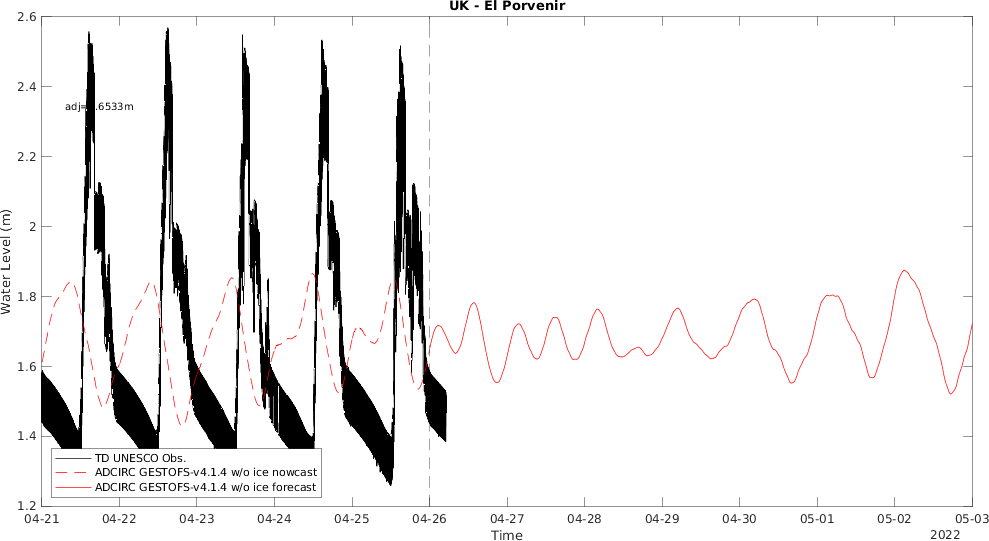 UK - El Porvenir
2.6
2.4
2.2
2
1.8
1.6
1.4
1.2
Water Level (m)
TD UNESCO Obs.
ADCIRC GESTOFS-v4.1.4 w/o ice nowcast
ADCIRC GESTOFS-v4.1.4 w/o ice forecast
04-21 04-22 04-23 04-24 04-25 04-26 04-27 04-28 04-29 04-30 05-01 05-02 05-03
Time
2022